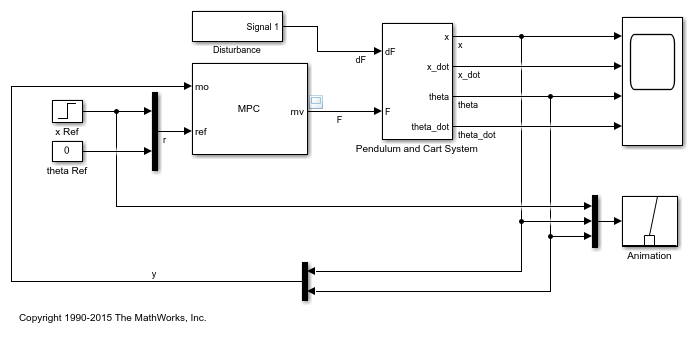 Signal 1
Disturbance
dF
dF
F
x
x_dot
theta
theta_dot
x
x_dot
theta
theta_dot
Pendulum and Cart System
mo
MPC
mv
ref
F
x Ref
0
theta Ref
r
Animation
y
Copyright 1990-2015 The MathWorks, Inc.